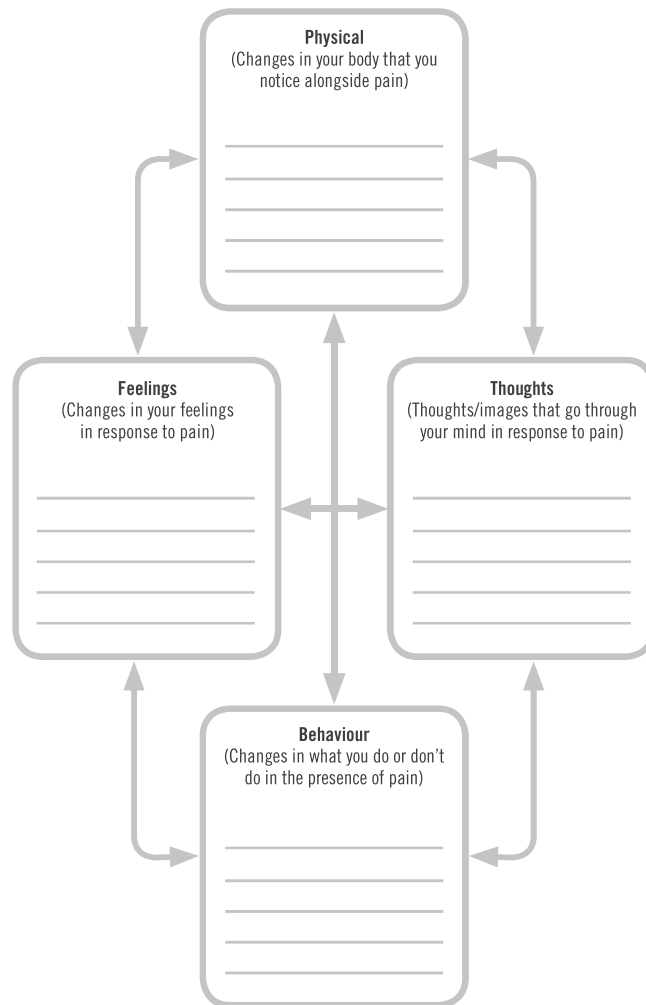 Physical
(Changes in your body that you
notice alongside pain)
Feelings
(Changes in your feelings
in response to pain)
Thoughts
(Thoughts/images that go through
your mind in response to pain)
Behaviour
(Changes in what you do or don’t
do in the presence of pain)